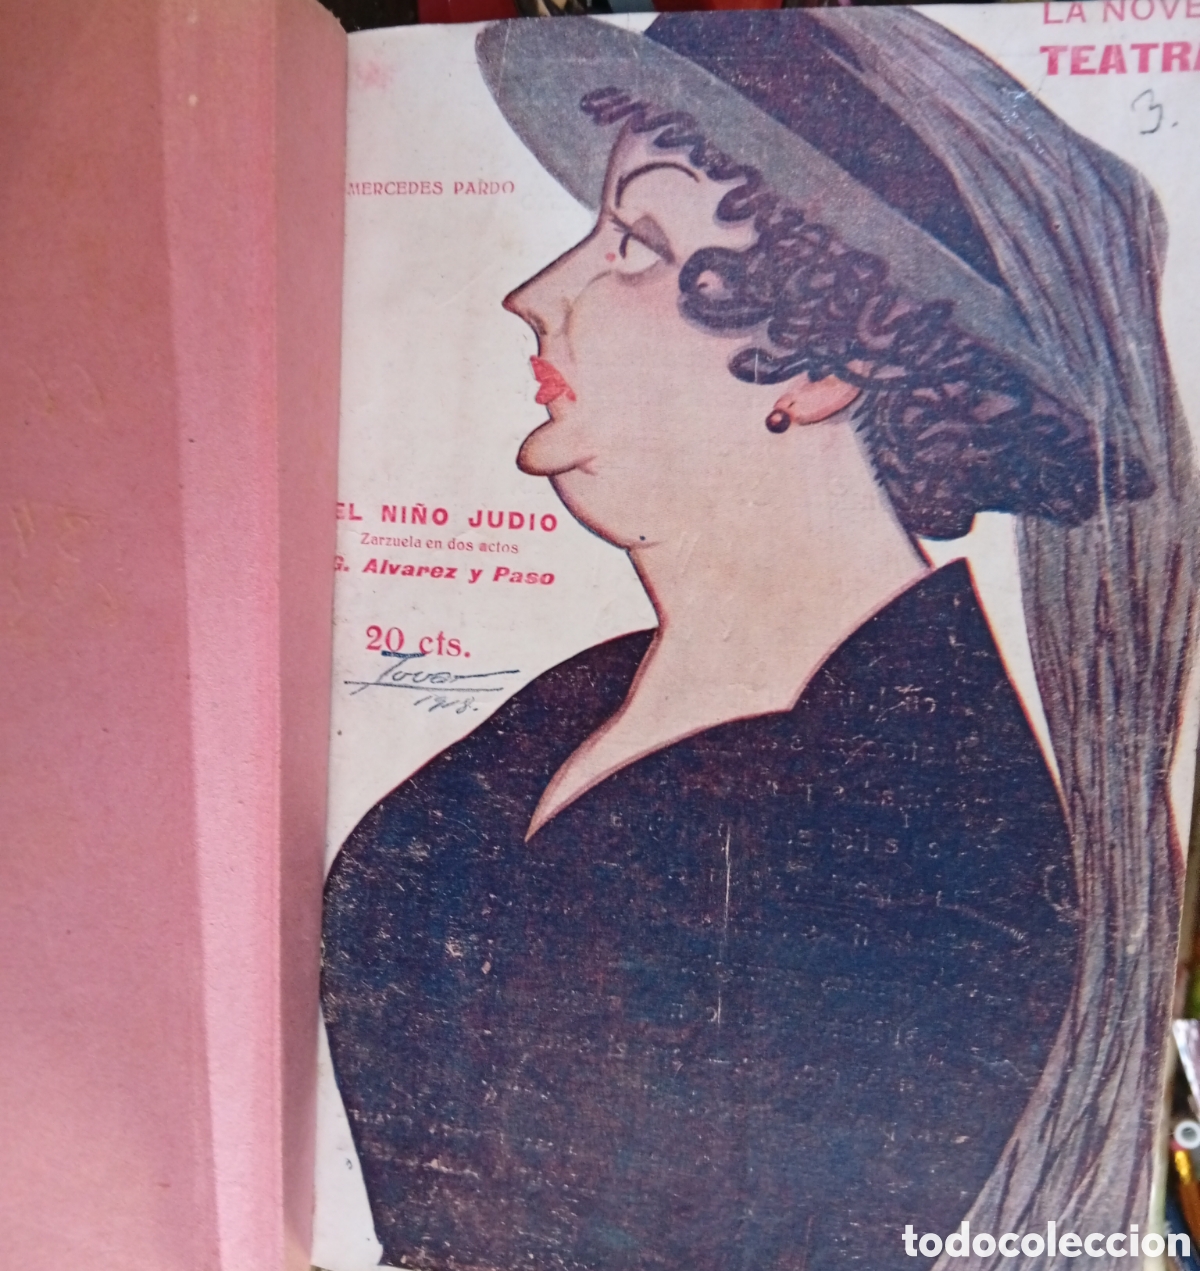 LA NOVE
TEATRA
3.
MERCEDES PARDO
EL NIÑO JUDIO
Zarzuela en dos actos
G. Alvarez y Paso
20 cts.
Tovar
1918.
todocoleccion